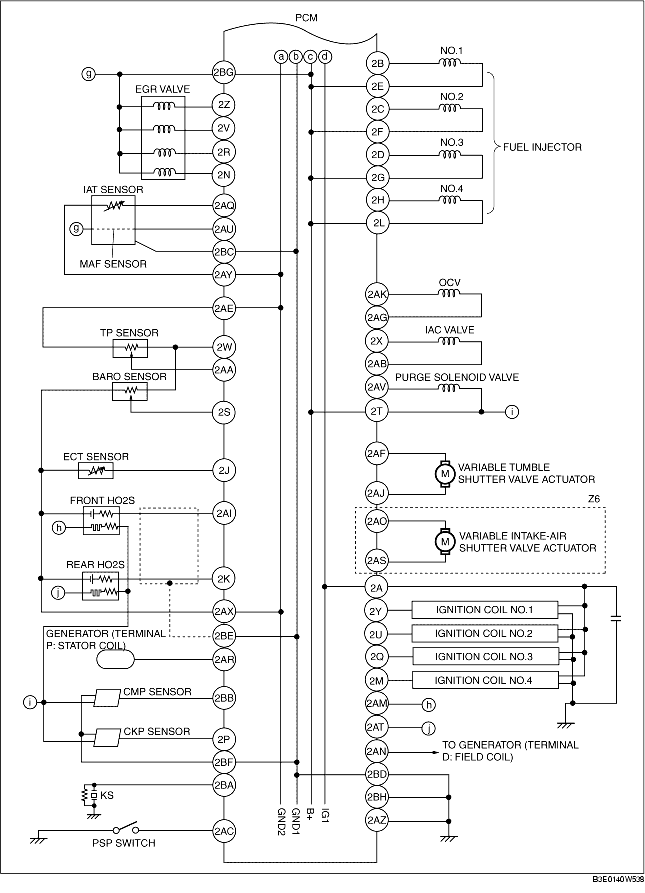 PCM
a b c d
g
2BG
EGR VALVE
2Z
2V
2R
2N
IAT SENSOR
2AQ
g
2AU
2BC
MAF SENSOR
2AY
2AE
TP SENSOR
2W
2AA
BARO SENSOR
2S
ECT SENSOR
2J
FRONT HO2S
2AI
h
REAR HO2S
2K
j
2AX
GENERATOR (TERMINAL
P: STATOR COIL)
2BE
2AR
CMP SENSOR
2BB
i
CKP SENSOR
2P
2BF
2BA
KS
2AC
PSP SWITCH
GND2
GND1
B+
IG1
2B
NO.1
2E
2C
NO.2
2F
FUEL INJECTOR
2D
NO.3
2G
2H
NO.4
2L
2AK
OCV
2AG
2X
IAC VALVE
2AB
2AV
PURGE SOLENOID VALVE
2T
i
2AF
VARIABLE TUMBLE
SHUTTER VALVE ACTUATOR
M
2AJ
Z6
2AO
VARIABLE INTAKE-AIR
SHUTTER VALVE ACTUATOR
M
2AS
2A
2Y
IGNITION COIL NO.1
2U
IGNITION COIL NO.2
2Q
IGNITION COIL NO.3
2M
IGNITION COIL NO.4
2AM
h
2AT
j
2AN
TO GENERATOR (TERMINAL
D: FIELD COIL)
2BD
2BH
2AZ
B3E0140W538